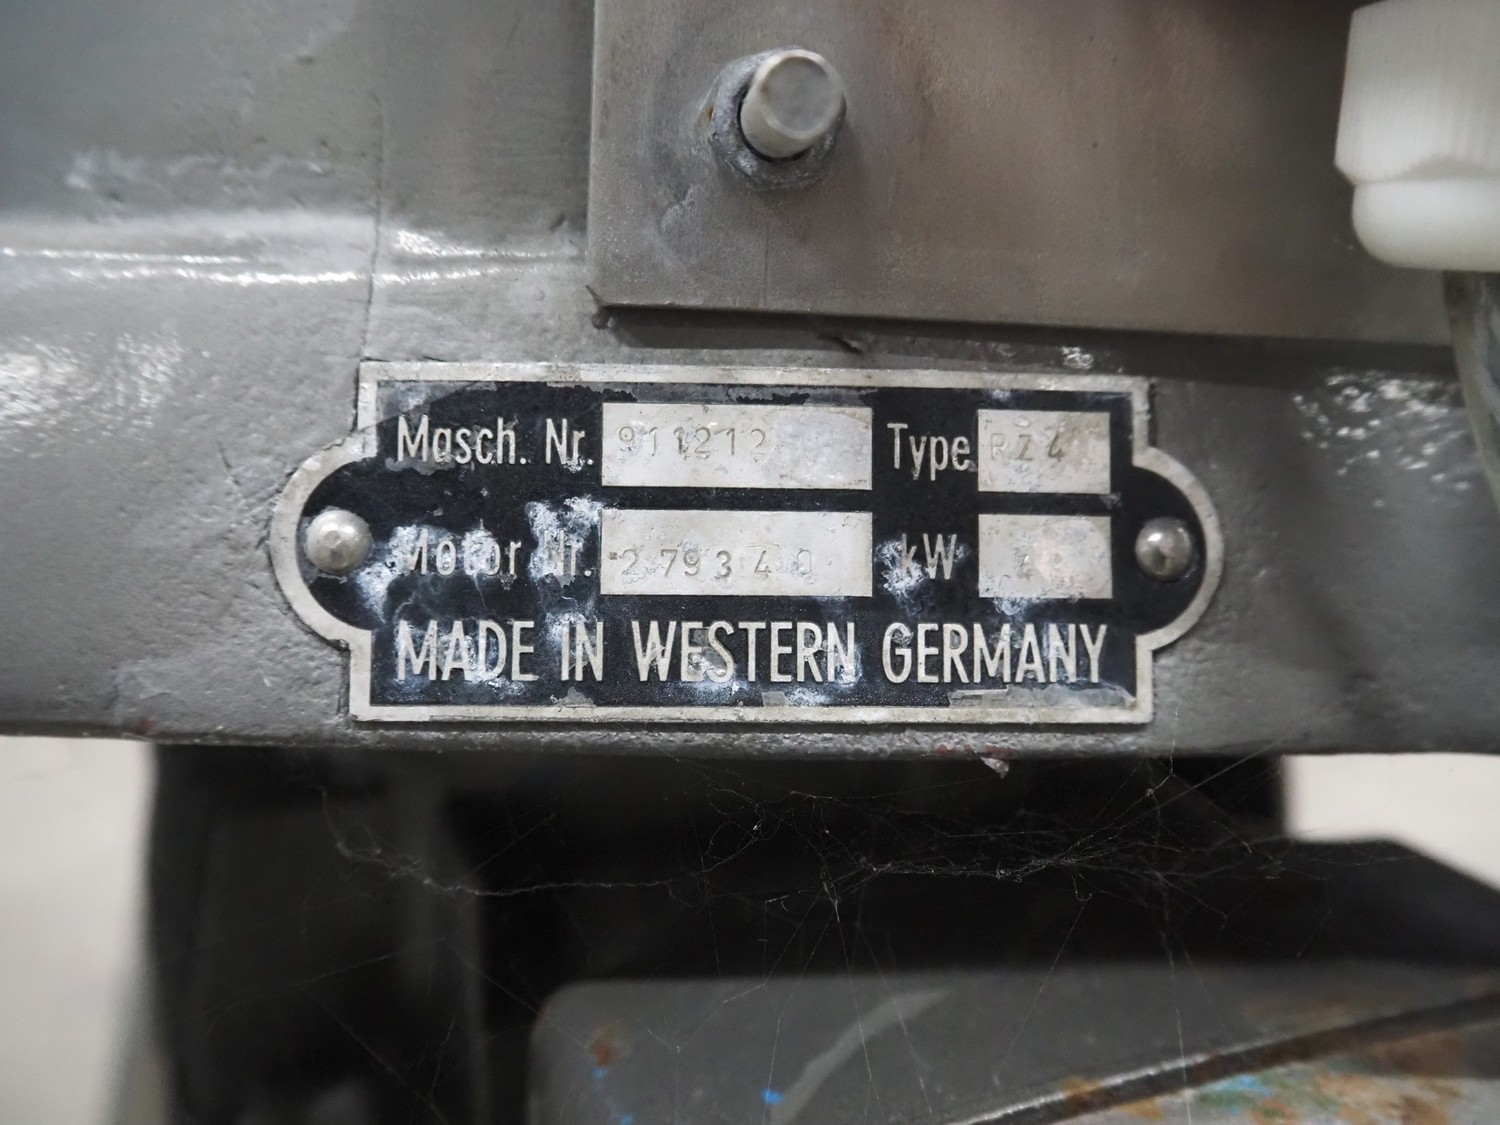 Masch. Nr. 911212 Type RZ4
Motor Nr. 279340 kW
MADE IN WESTERN GERMANY